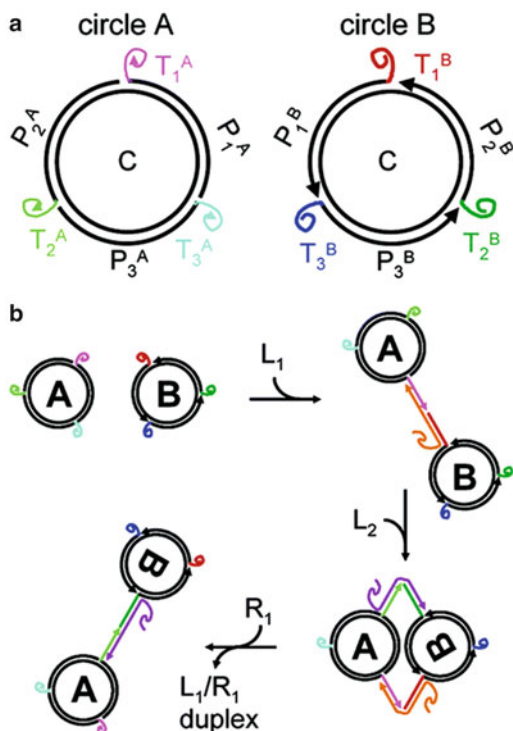 a
circle A
circle B
T₁ᴬ
P₂ᴬ
C
P₁ᴬ
T₂ᴬ
P₃ᴬ
T₃ᴬ
T₁ᴮ
P₁ᴮ
C
P₂ᴮ
T₃ᴮ
P₃ᴮ
T₂ᴮ
b
A
B
L₁
A
B
L₂
B
A
R₁
L₁/R₁
duplex
A
B